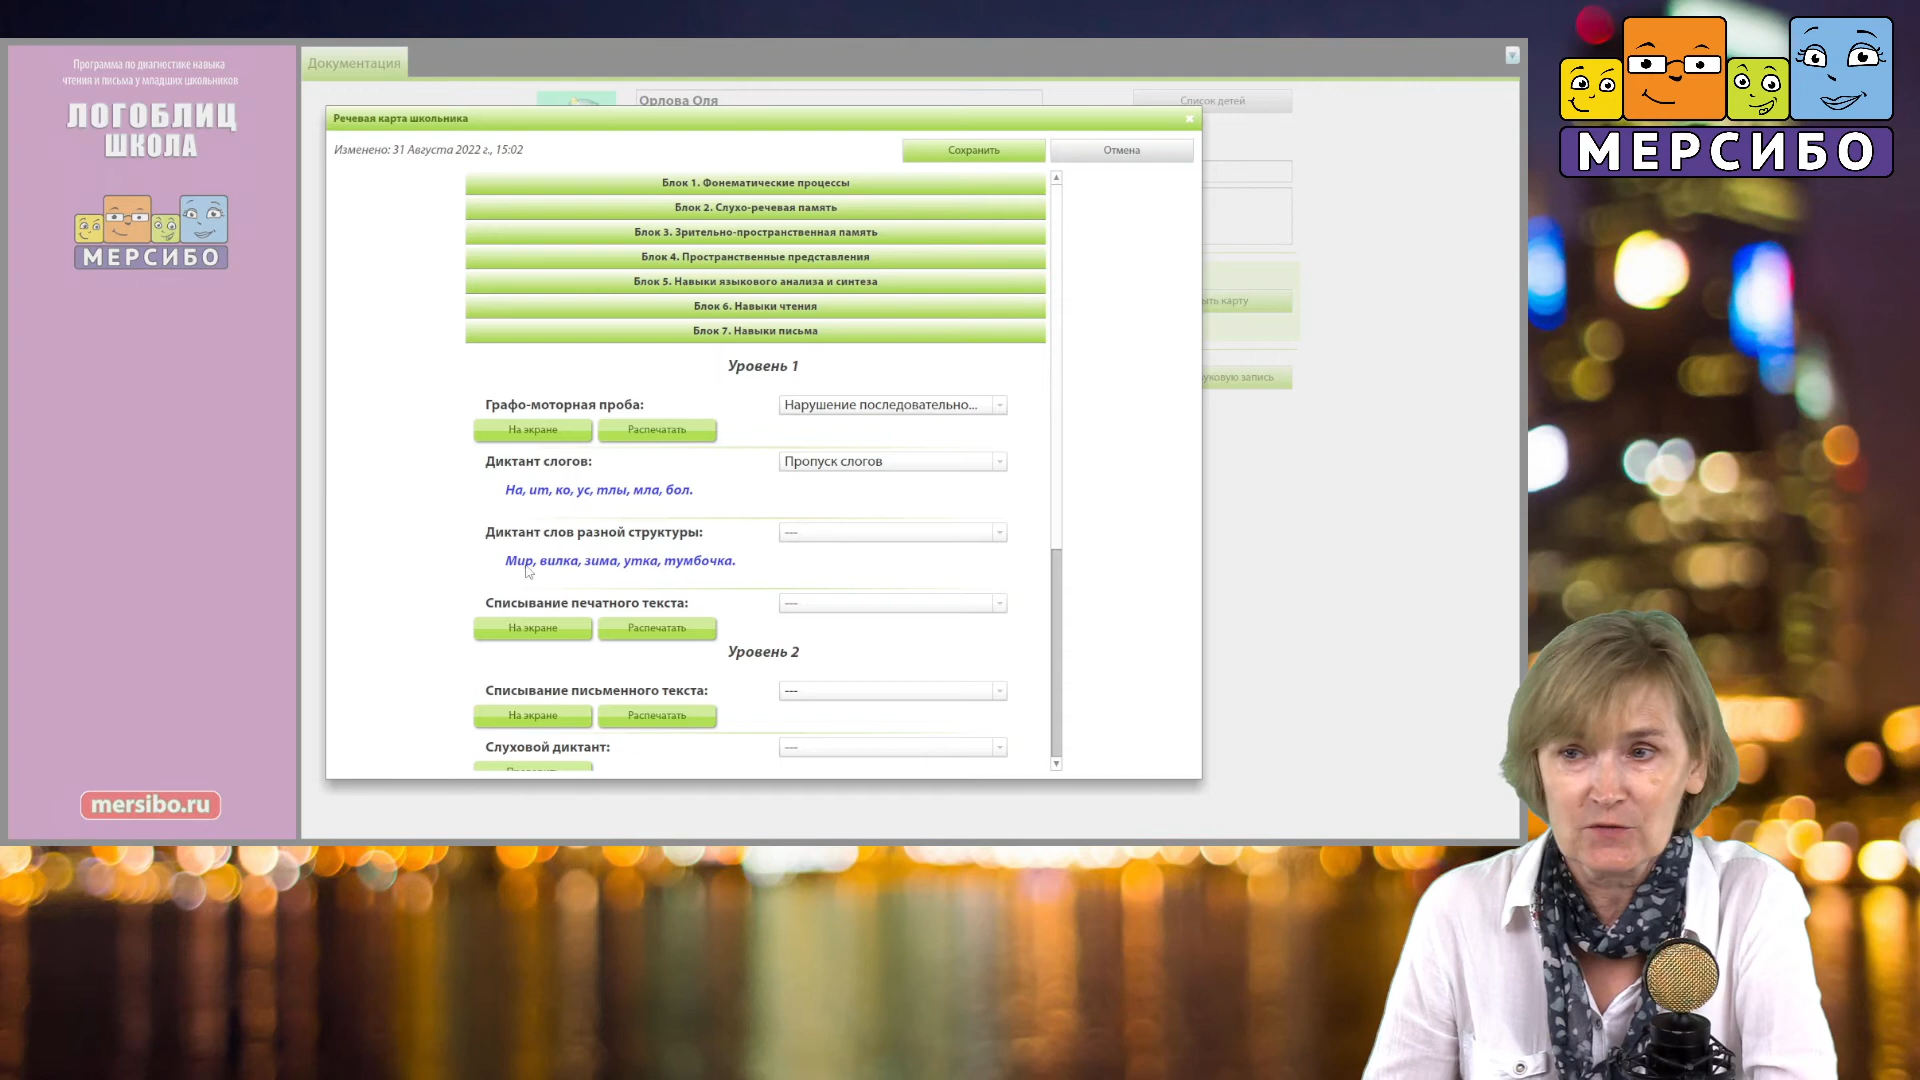 Программа по диагностике навыка
чтения и письма у младших школьников
ЛОГОБЛИЦ
ШКОЛА
МЕРСИБО
mersibo.ru
Документация
Орлова Оля
Список детей
Речевая карта школьника
Изменено: 31 Августа 2022 г., 15:02
Сохранить
Отмена
Блок 1. Фонематические процессы
Блок 2. Слухо-речевая память
Блок 3. Зрительно-пространственная память
Блок 4. Пространственные представления
Блок 5. Навыки языкового анализа и синтеза
Блок 6. Навыки чтения
Блок 7. Навыки письма
Уровень 1
Графо-моторная проба:
Нарушение последовательно...
На экране
Распечатать
Диктант слогов:
Пропуск слогов
На, ит, ко, ус, тлы, мла, бол.
Диктант слов разной структуры:
---
Мир, вилка, зима, утка, тумбочка.
Списывание печатного текста:
---
На экране
Распечатать
Уровень 2
Списывание письменного текста:
---
На экране
Распечатать
Слуховой диктант:
---
карту
запись
МЕРСИБО